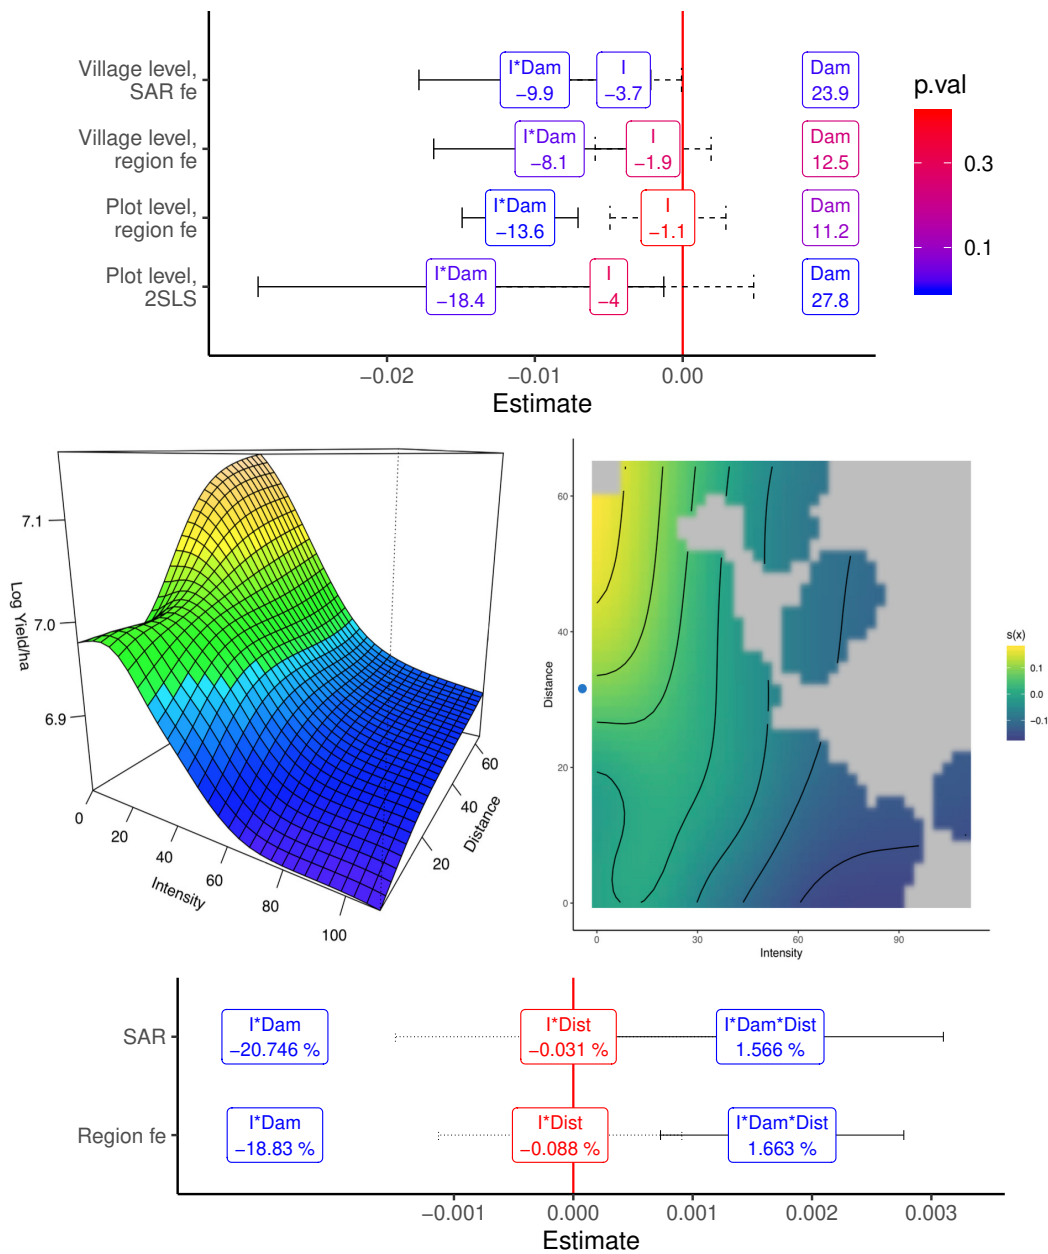 Village level,
SAR fe
I*Dam
−9.9
I
−3.7
Dam
23.9
Village level,
region fe
I*Dam
−8.1
I
−1.9
Dam
12.5
Plot level,
region fe
I*Dam
−13.6
I
−1.1
Dam
11.2
Plot level,
2SLS
I*Dam
−18.4
I
−4
Dam
27.8
p.val
0.3
0.1
−0.02
−0.01
0.00
Estimate
7.1
7.0
6.9
Log Yield/ha
0
20
40
60
80
100
Intensity
20
40
60
Distance
60
40
20
0
Distance
0
30
60
90
Intensity
s(x)
0.1
0.0
−0.1
SAR
I*Dam
−20.746 %
I*Dist
−0.031 %
I*Dam*Dist
1.566 %
Region fe
I*Dam
−18.83 %
I*Dist
−0.088 %
I*Dam*Dist
1.663 %
−0.001
0.000
0.001
0.002
0.003
Estimate